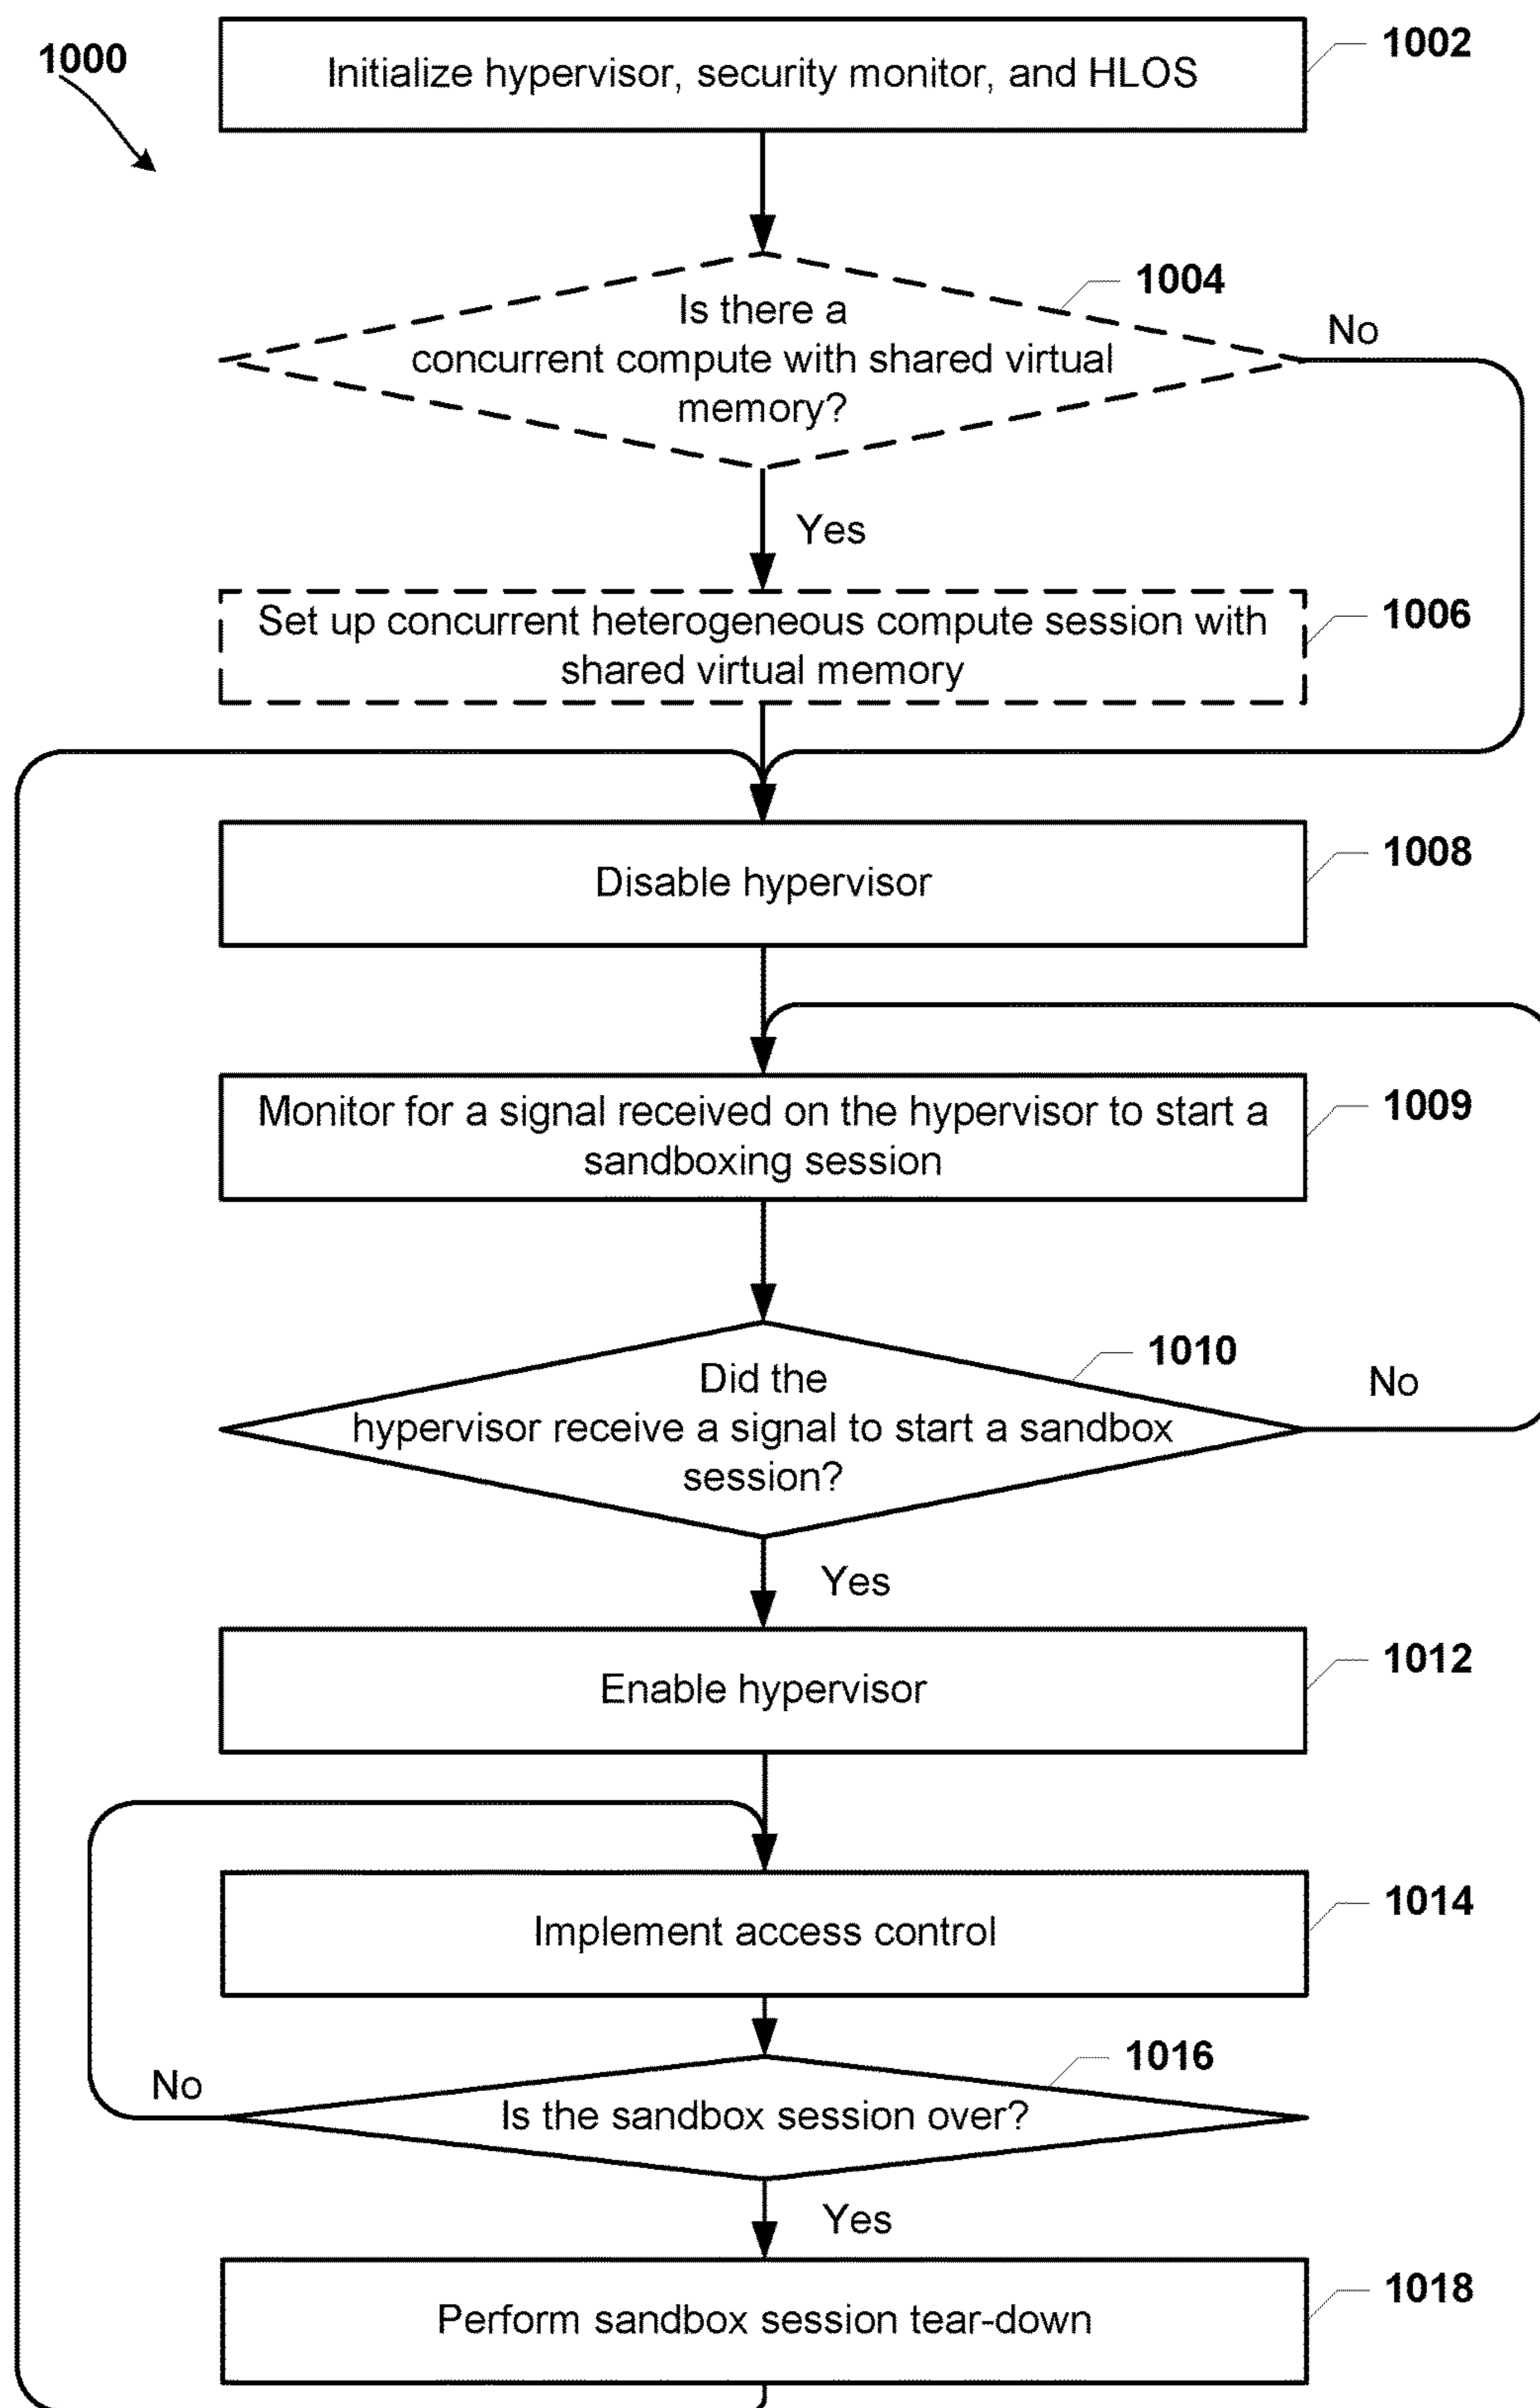 1000
Initialize hypervisor, security monitor, and HLOS
1002
1004
Is there a
concurrent compute with shared virtual
memory?
No
Yes
Set up concurrent heterogeneous compute session with
shared virtual memory
1006
Disable hypervisor
1008
Monitor for a signal received on the hypervisor to start a
sandboxing session
1009
1010
Did the
hypervisor receive a signal to start a sandbox
session?
No
Yes
Enable hypervisor
1012
Implement access control
1014
1016
Is the sandbox session over?
No
Yes
Perform sandbox session tear-down
1018